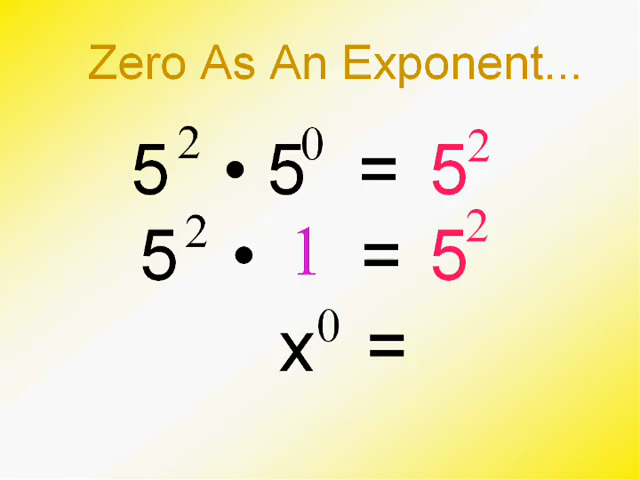 Zero As An Exponent...
5² • 5⁰ = 5²
5² • 1 = 5²
x⁰ =